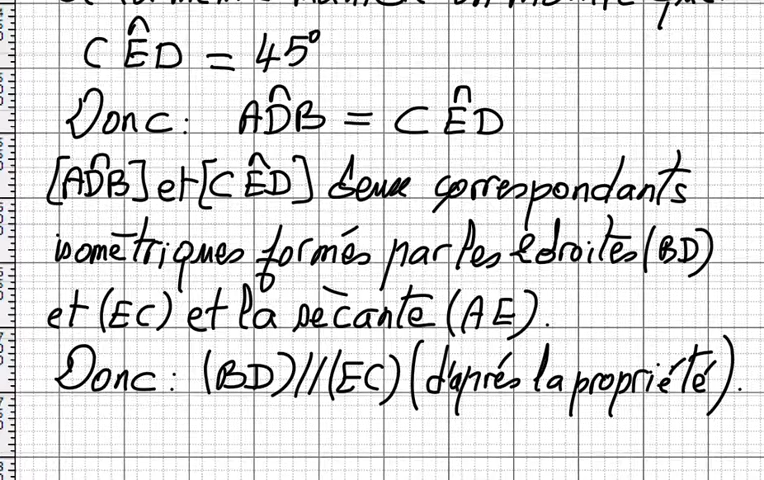 CÊD = 45°
Donc: AD̂B = CÊD
[AD̂B] et [CÊD] deux correspondants
isométriques formés par les 2 droites (BD)
et (EC) et la sécante (AE).
Donc : (BD)//(EC) (d'après la propriété).